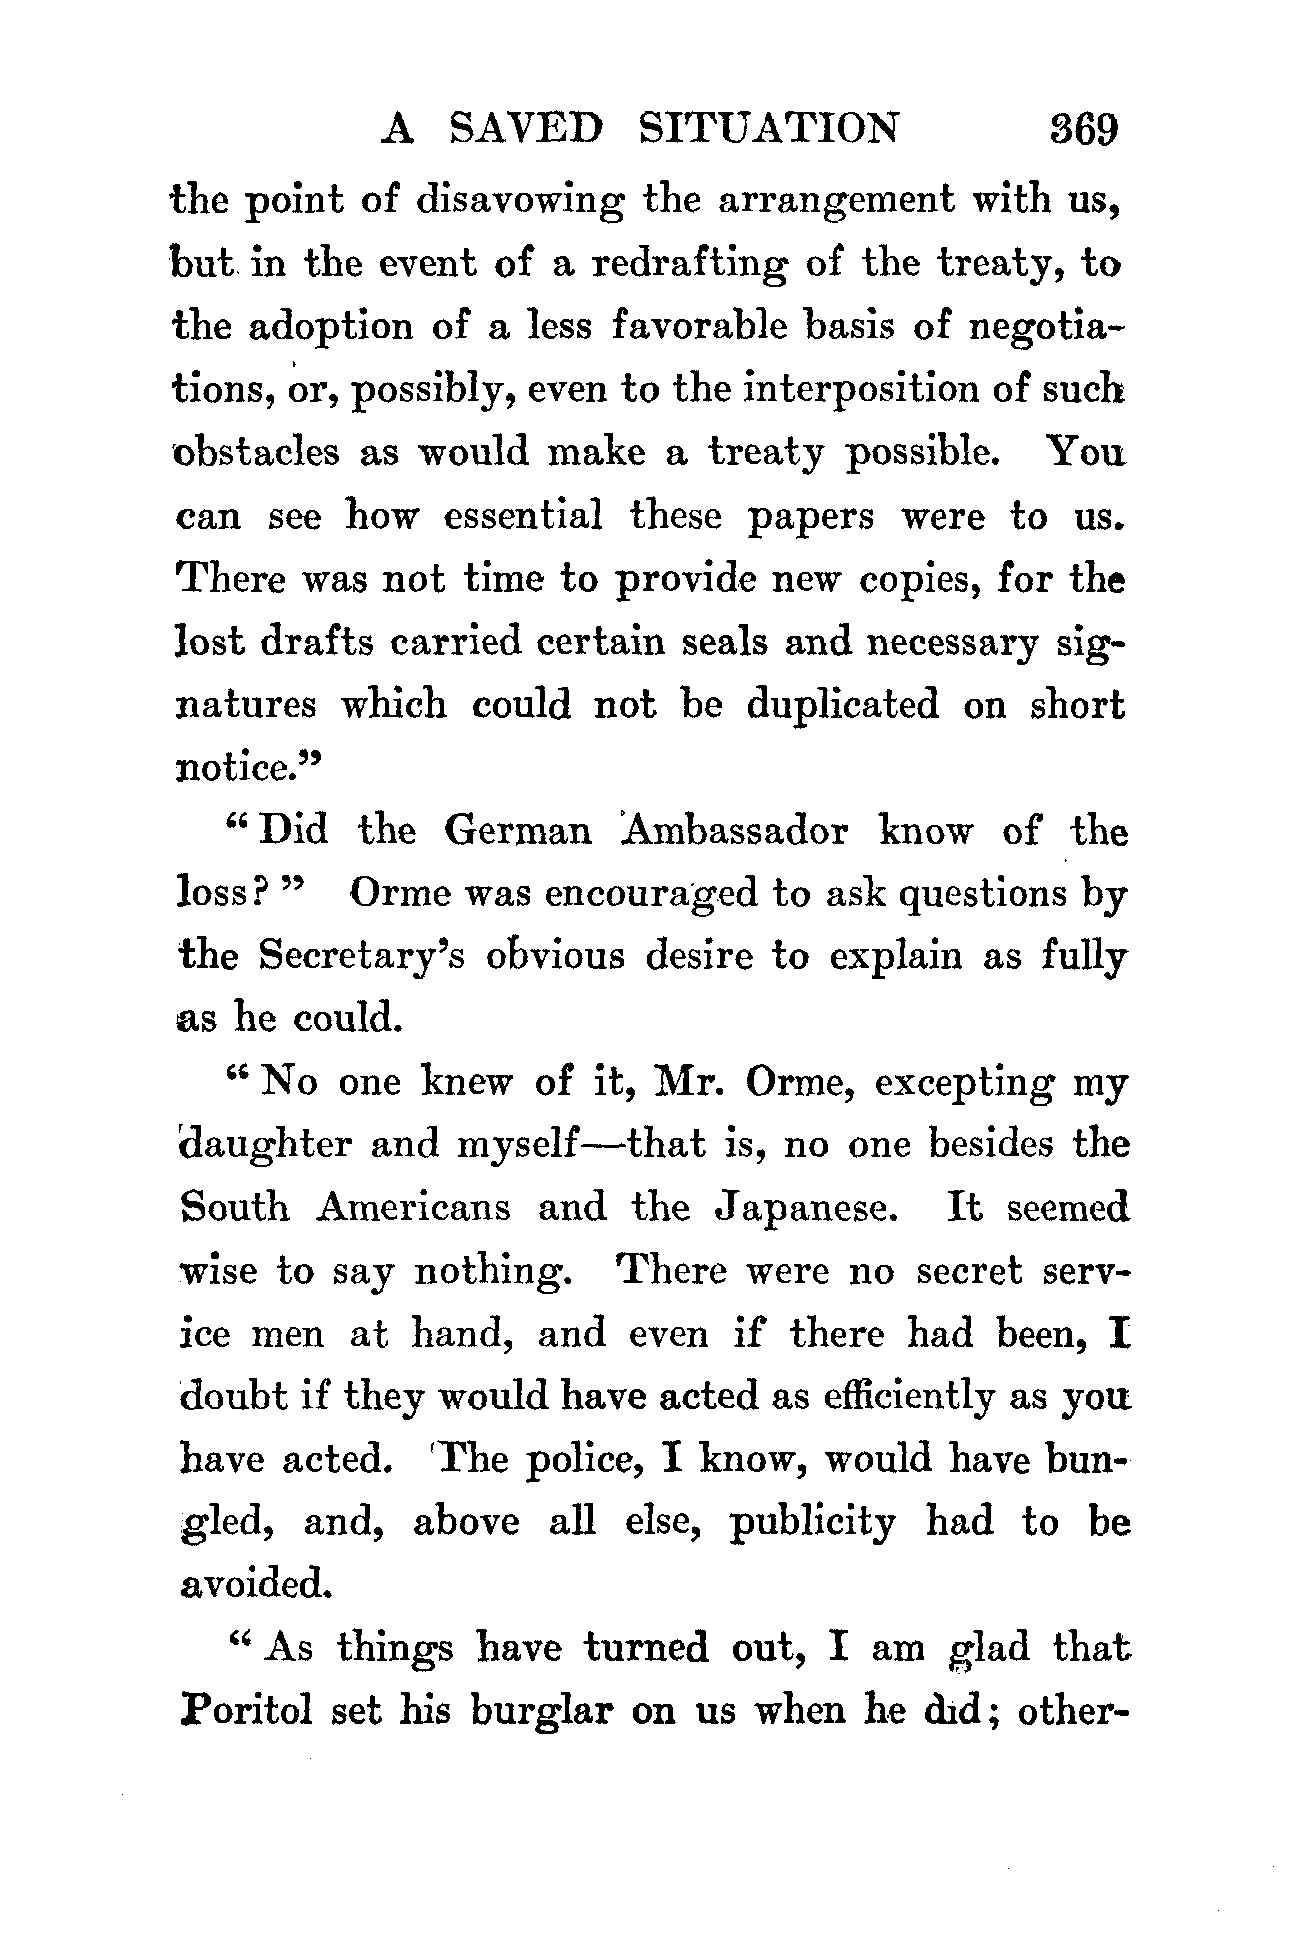 A SAVED SITUATION 369
the point of disavowing the arrangement with us,
but in the event of a redrafting of the treaty, to
the adoption of a less favorable basis of negotia-
tions, or, possibly, even to the interposition of such
obstacles as would make a treaty possible. You
can see how essential these papers were to us.
There was not time to provide new copies, for the
lost drafts carried certain seals and necessary sig-
natures which could not be duplicated on short
notice.”
“ Did the German Ambassador know of the
loss? ” Orme was encouraged to ask questions by
the Secretary’s obvious desire to explain as fully
as he could.
“ No one knew of it, Mr. Orme, excepting my
daughter and myself—that is, no one besides the
South Americans and the Japanese. It seemed
wise to say nothing. There were no secret serv-
ice men at hand, and even if there had been, I
doubt if they would have acted as efficiently as you
have acted. The police, I know, would have bun-
gled, and, above all else, publicity had to be
avoided.
“ As things have turned out, I am glad that
Poritol set his burglar on us when he did; other-